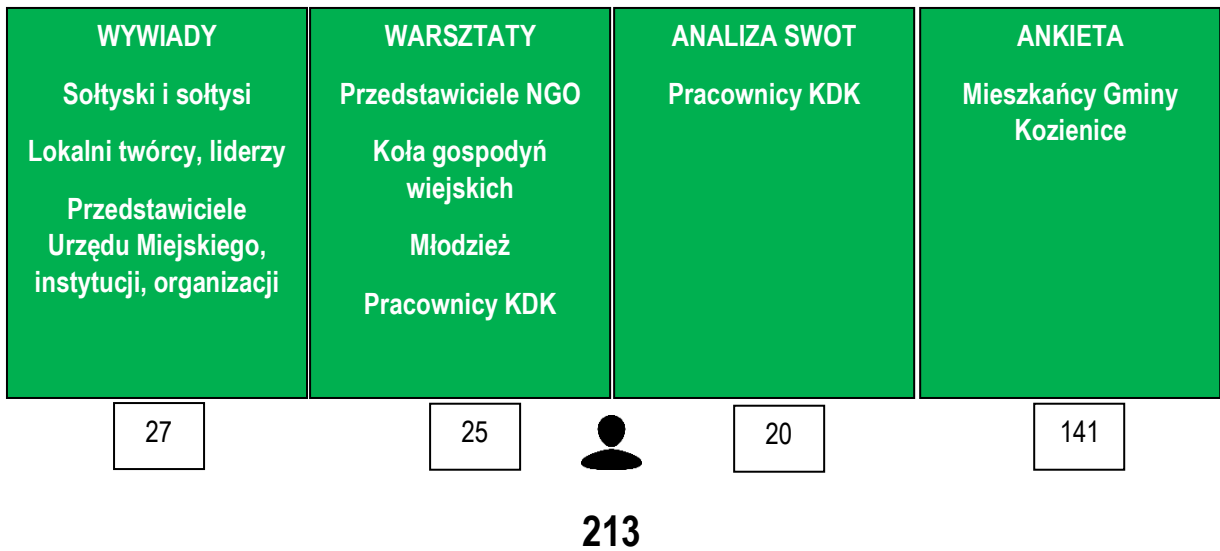 WYWIADY
Sołtyski i sołtysi
Lokalni twórcy, liderzy
Przedstawiciele
Urzędu Miejskiego,
instytucji, organizacji
WARSZTATY
Przedstawiciele NGO
Koła gospodyń
wiejskich
Młodzież
Pracownicy KDK
ANALIZA SWOT
Pracownicy KDK
ANKIETA
Mieszkańcy Gminy
Kozienice
27
25
20
141
213